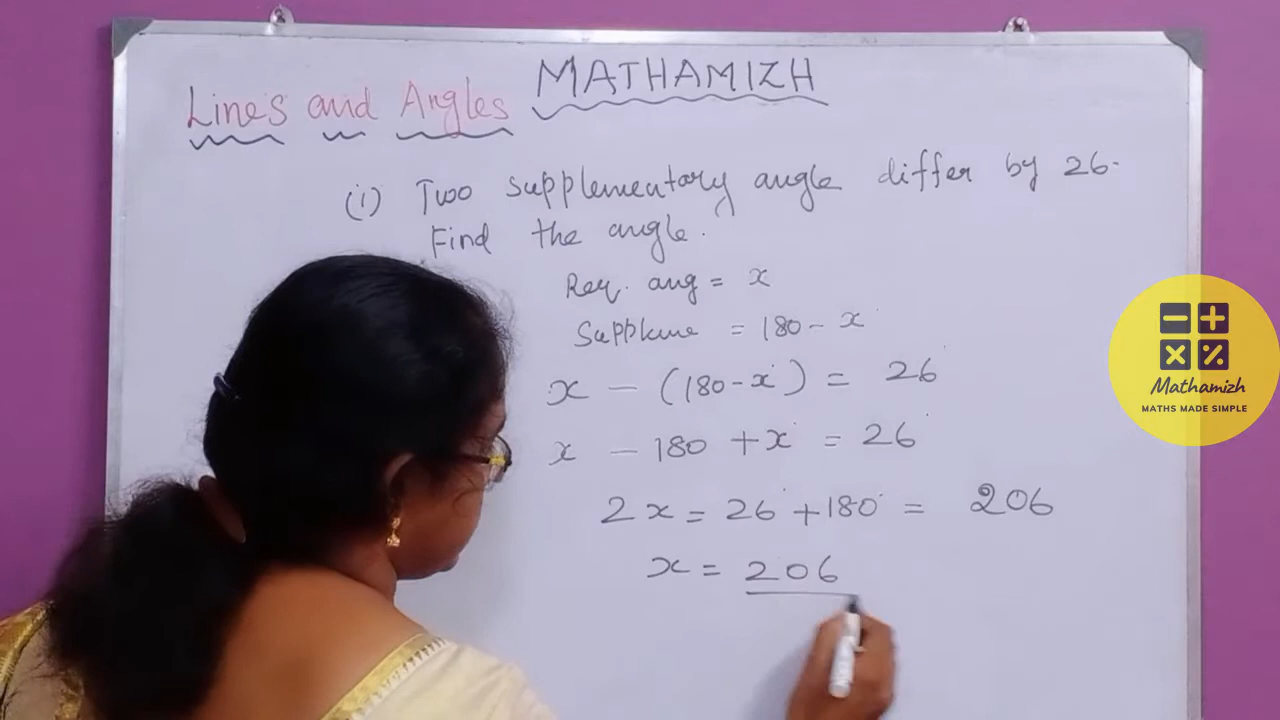 MATHAMIZH
Lines and Angles
(i) Two supplementary angle differ by 26.
Find the angle.
Req. ang = x
= 180 - x
x - (180 - x) = 26
x - 180 + x = 26
2x = 26 + 180 = 206
x = 206
Mathamizh
MATHS MADE SIMPLE